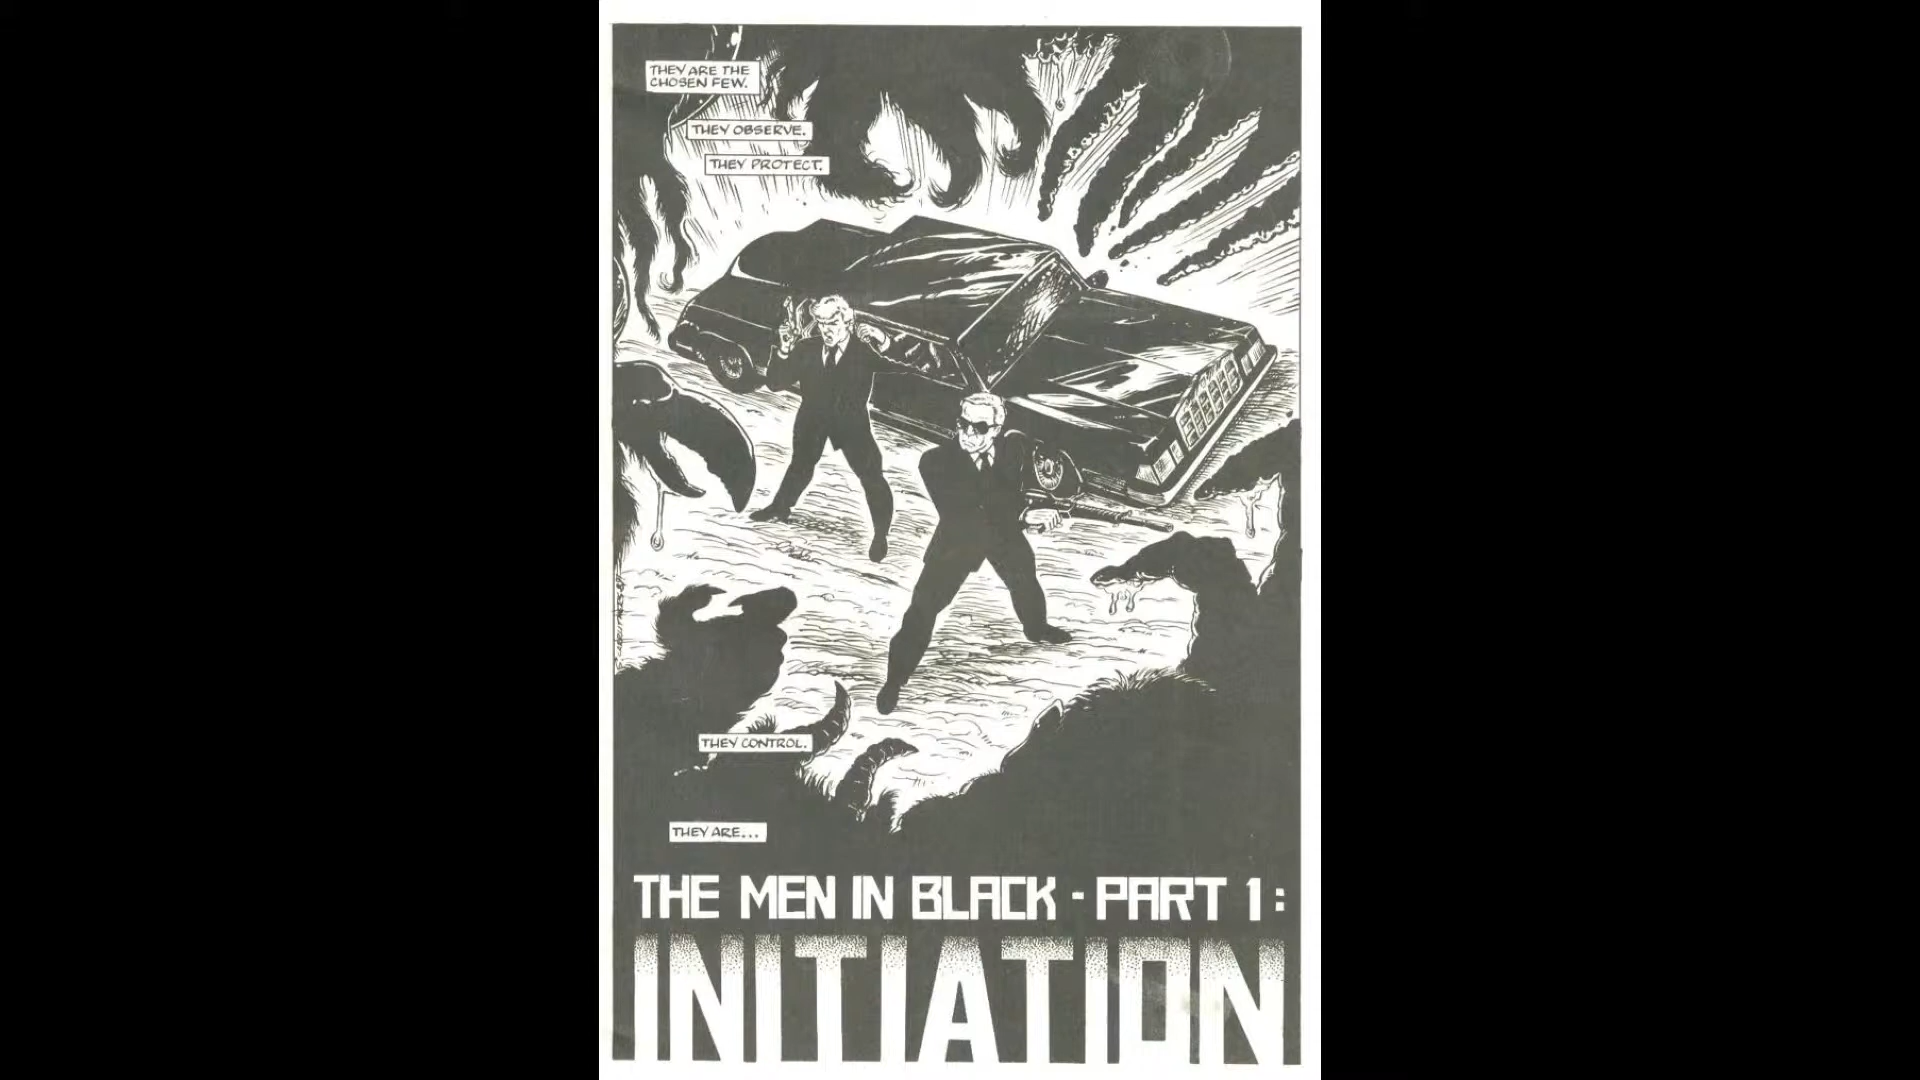 THEY ARE THE
CHOSEN FEW.
THEY OBSERVE.
THEY PROTECT.
THEY CONTROL.
THEY ARE...
THE MEN IN BLACK - PART 1:
INITIATION